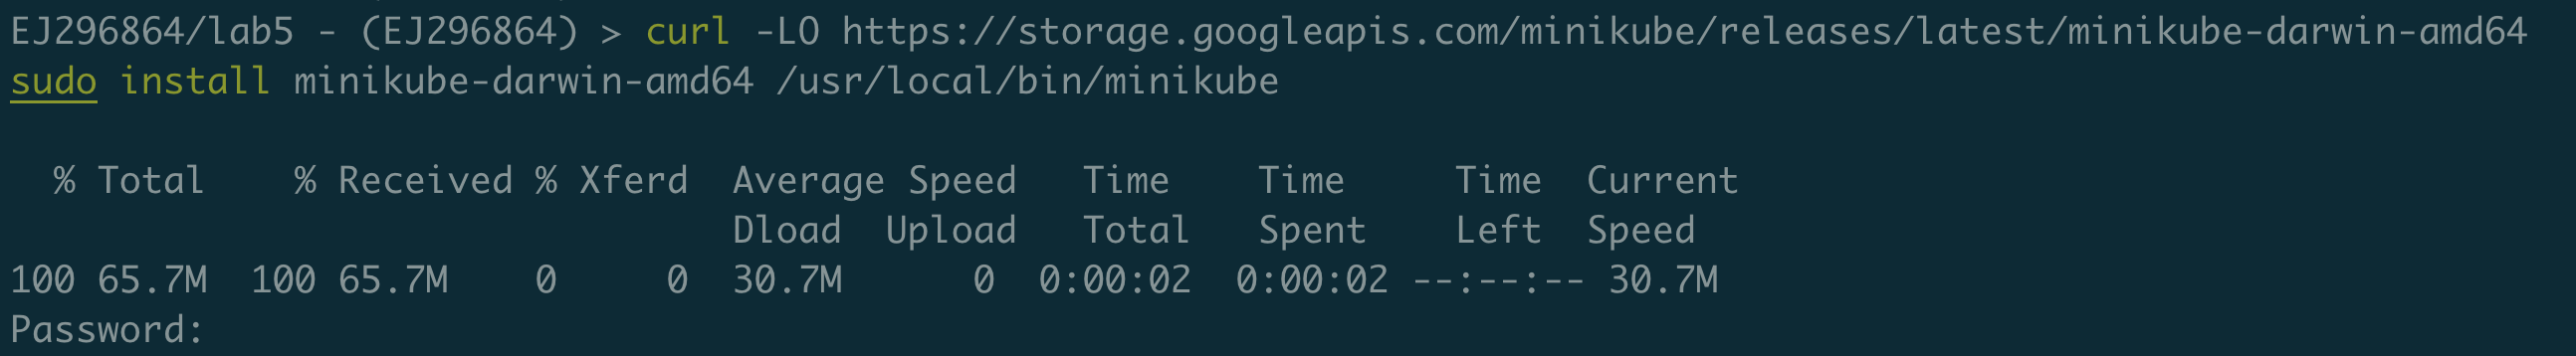 EJ296864/lab5 - (EJ296864) > curl -LO https://storage.googleapis.com/minikube/releases/latest/minikube-darwin-amd64
sudo install minikube-darwin-amd64 /usr/local/bin/minikube
  % Total    % Received % Xferd  Average Speed   Time    Time     Time  Current
                                 Dload  Upload   Total   Spent    Left  Speed
100 65.7M  100 65.7M    0     0  30.7M      0  0:00:02  0:00:02 --:--:-- 30.7M
Password: